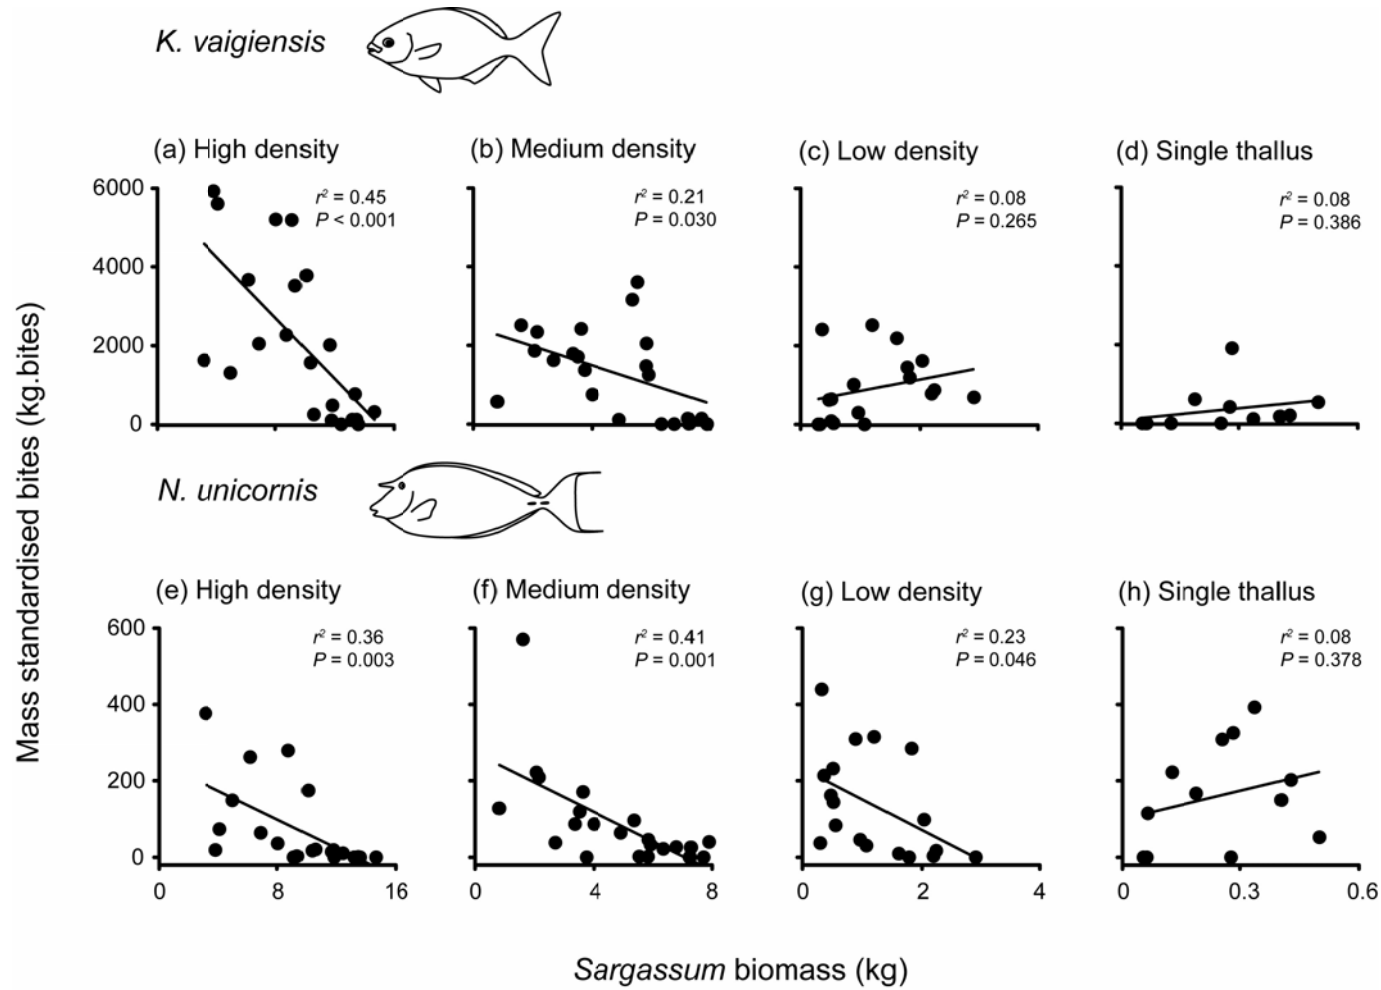 K. vaigiensis
(a) High density
(b) Medium density
(c) Low density
(d) Single thallus
r² = 0.45
P < 0.001
r² = 0.21
P = 0.030
r² = 0.08
P = 0.265
r² = 0.08
P = 0.386
6000
4000
2000
0
Mass standardised bites (kg.bites)
N. unicornis
(e) High density
(f) Medium density
(g) Low density
(h) Single thallus
r² = 0.36
P = 0.003
r² = 0.41
P = 0.001
r² = 0.23
P = 0.046
r² = 0.08
P = 0.378
600
400
200
0
0 8 16
0 4 8
0 2 4
0 0.3 0.6
Sargassum biomass (kg)